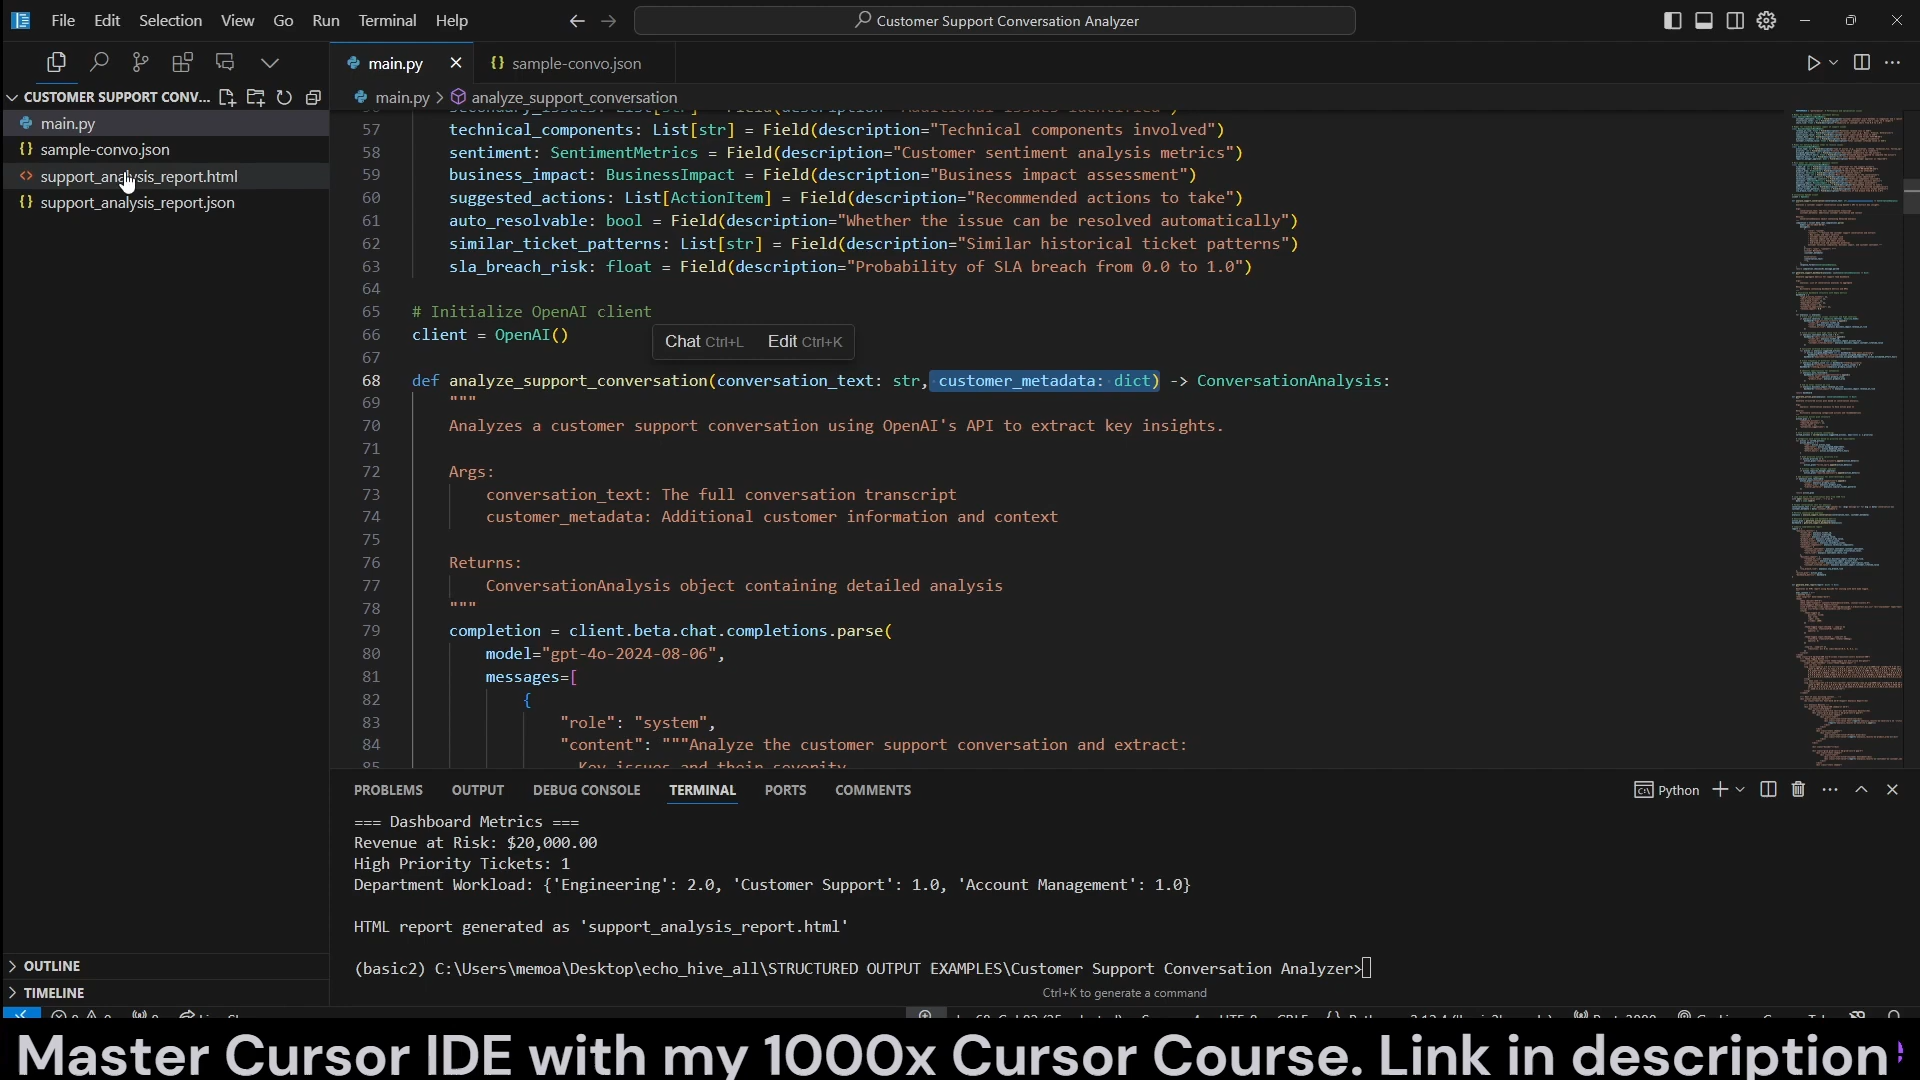 File Edit Selection View Go Run Terminal Help
Customer Support Conversation Analyzer
main.py
sample-convo.json
CUSTOMER SUPPORT CONV...
main.py
sample-convo.json
support_analysis_report.html
support_analysis_report.json
main.py > analyze_support_conversation
57 technical_components: List[str] = Field(description="Technical components involved")
58 sentiment: SentimentMetrics = Field(description="Customer sentiment analysis metrics")
59 business_impact: BusinessImpact = Field(description="Business impact assessment")
60 suggested_actions: List[ActionItem] = Field(description="Recommended actions to take")
61 auto_resolvable: bool = Field(description="Whether the issue can be resolved automatically")
62 similar_ticket_patterns: List[str] = Field(description="Similar historical ticket patterns")
63 sla_breach_risk: float = Field(description="Probability of SLA breach from 0.0 to 1.0")
64
65 # Initialize OpenAI client
66 client = OpenAI()
Chat Ctrl+L Edit Ctrl+K
67
68 def analyze_support_conversation(conversation_text: str, customer_metadata: dict) -> ConversationAnalysis:
69 """
70 Analyzes a customer support conversation using OpenAI's API to extract key insights.
71
72 Args:
73 conversation_text: The full conversation transcript
74 customer_metadata: Additional customer information and context
75
76 Returns:
77 ConversationAnalysis object containing detailed analysis
78 """
79 completion = client.beta.chat.completions.parse(
80 model="gpt-4o-2024-08-06",
81 messages=[
82 {
83 "role": "system",
84 "content": """Analyze the customer support conversation and extract:
85 Key issues and their severity
PROBLEMS OUTPUT DEBUG CONSOLE TERMINAL PORTS COMMENTS
Python
=== Dashboard Metrics ===
Revenue at Risk: $20,000.00
High Priority Tickets: 1
Department Workload: {'Engineering': 2.0, 'Customer Support': 1.0, 'Account Management': 1.0}
HTML report generated as 'support_analysis_report.html'
(basic2) C:\Users\memoa\Desktop\echo_hive_all\STRUCTURED OUTPUT EXAMPLES\Customer Support Conversation Analyzer>
Ctrl+K to generate a command
OUTLINE
TIMELINE
Master Cursor IDE with my 1000x Cursor Course. Link in description